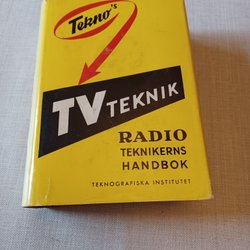 Tekno's
TV TEKNIK
RADIO
TEKNIKERNS
HANDBOK
TEKNOGRAFISKA INSTITUTET